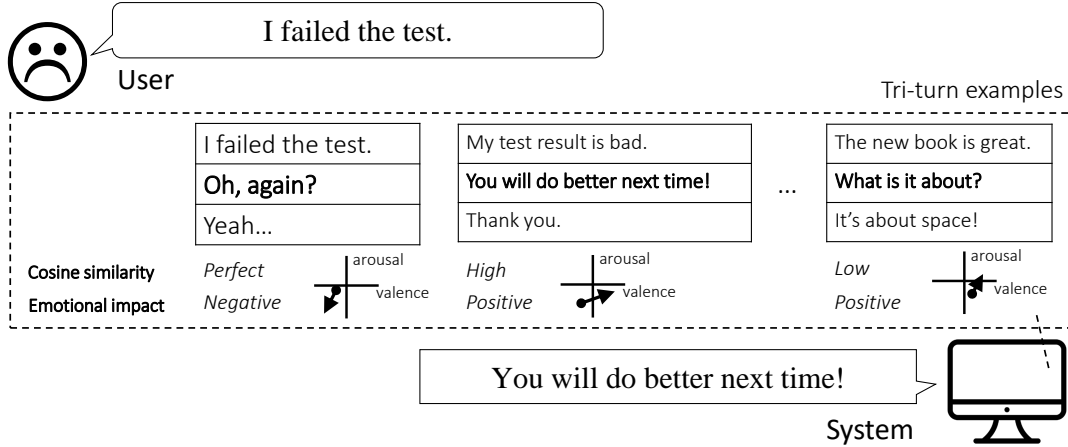 I failed the test.
User
Tri-turn examples
I failed the test.
Oh, again?
Yeah...
My test result is bad.
You will do better next time!
Thank you.
...
The new book is great.
What is it about?
It's about space!
Cosine similarity
Perfect
arousal
High
arousal
Low
arousal
Emotional impact
Negative
valence
Positive
valence
Positive
valence
You will do better next time!
System